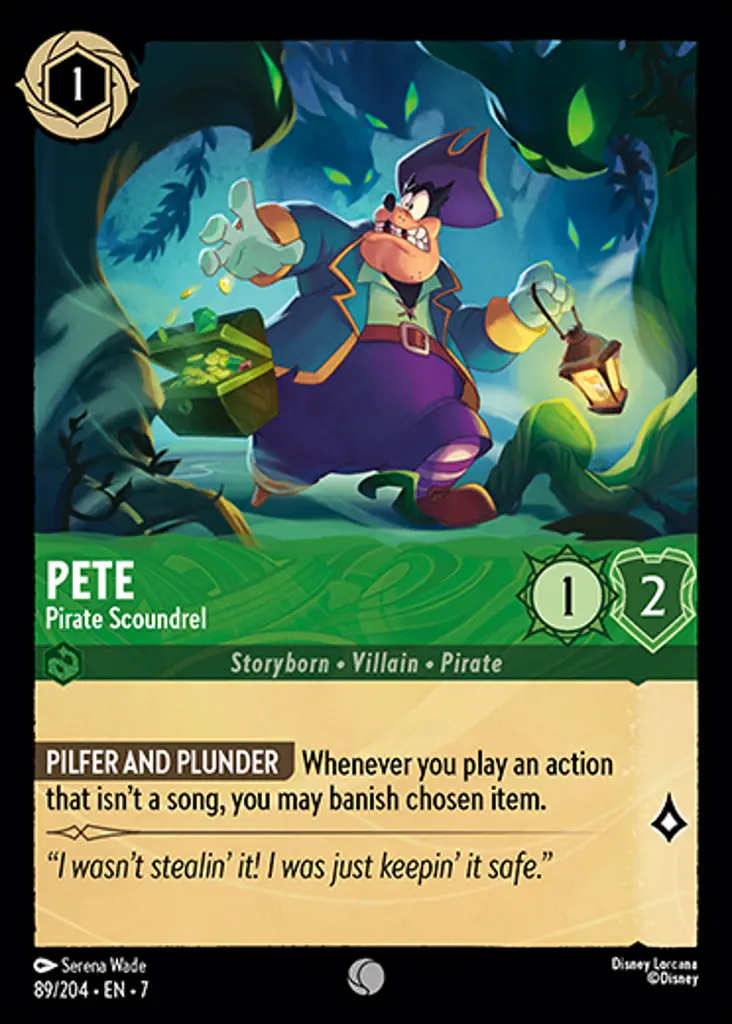 1
PETE
Pirate Scoundrel
1
2
Storyborn • Villain • Pirate
PILFER AND PLUNDER Whenever you play an action
that isn't a song, you may banish chosen item.
“I wasn't stealin' it! I was just keepin' it safe.”
Serena Wade
89/204 • EN • 7
Disney Lorcana
©Disney